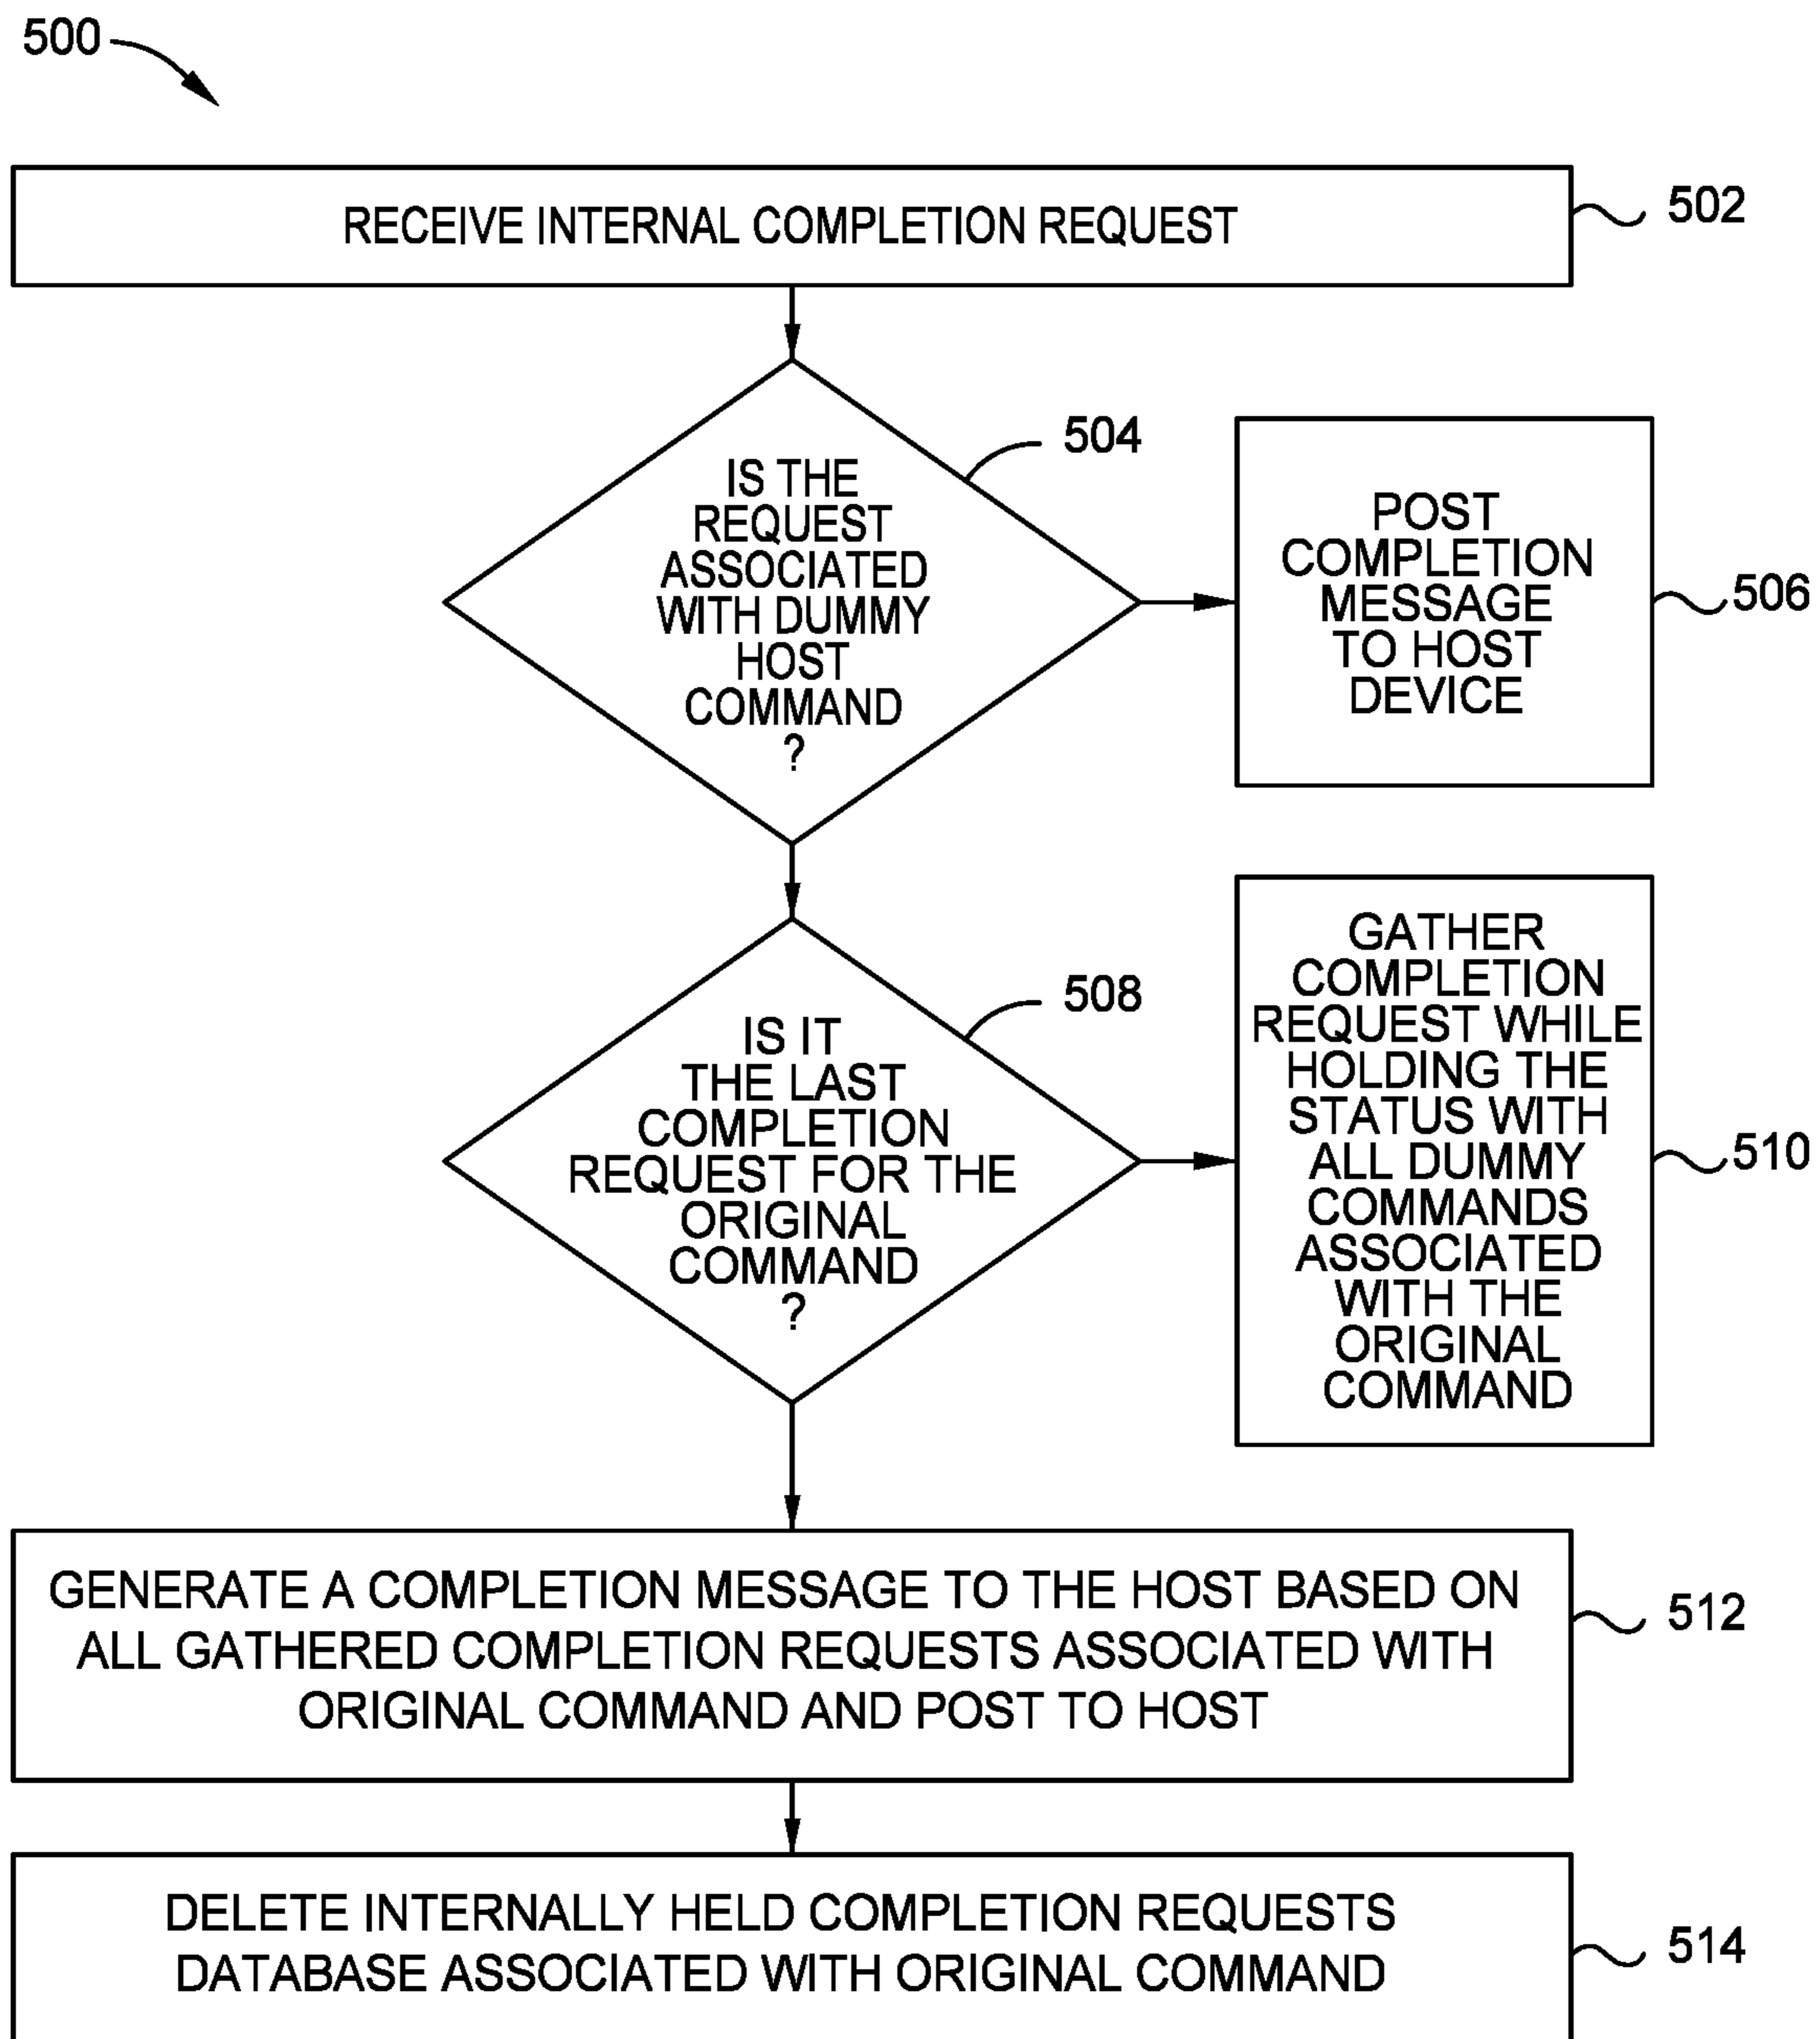 500
RECEIVE INTERNAL COMPLETION REQUEST
502
IS THE
REQUEST
ASSOCIATED
WITH DUMMY
HOST
COMMAND
?
504
POST
COMPLETION
MESSAGE
TO HOST
DEVICE
506
IS IT
THE LAST
COMPLETION
REQUEST FOR THE
ORIGINAL
COMMAND
?
508
GATHER
COMPLETION
REQUEST WHILE
HOLDING THE
STATUS WITH
ALL DUMMY
COMMANDS
ASSOCIATED
WITH THE
ORIGINAL
COMMAND
510
GENERATE A COMPLETION MESSAGE TO THE HOST BASED ON
ALL GATHERED COMPLETION REQUESTS ASSOCIATED WITH
ORIGINAL COMMAND AND POST TO HOST
512
DELETE INTERNALLY HELD COMPLETION REQUESTS
DATABASE ASSOCIATED WITH ORIGINAL COMMAND
514